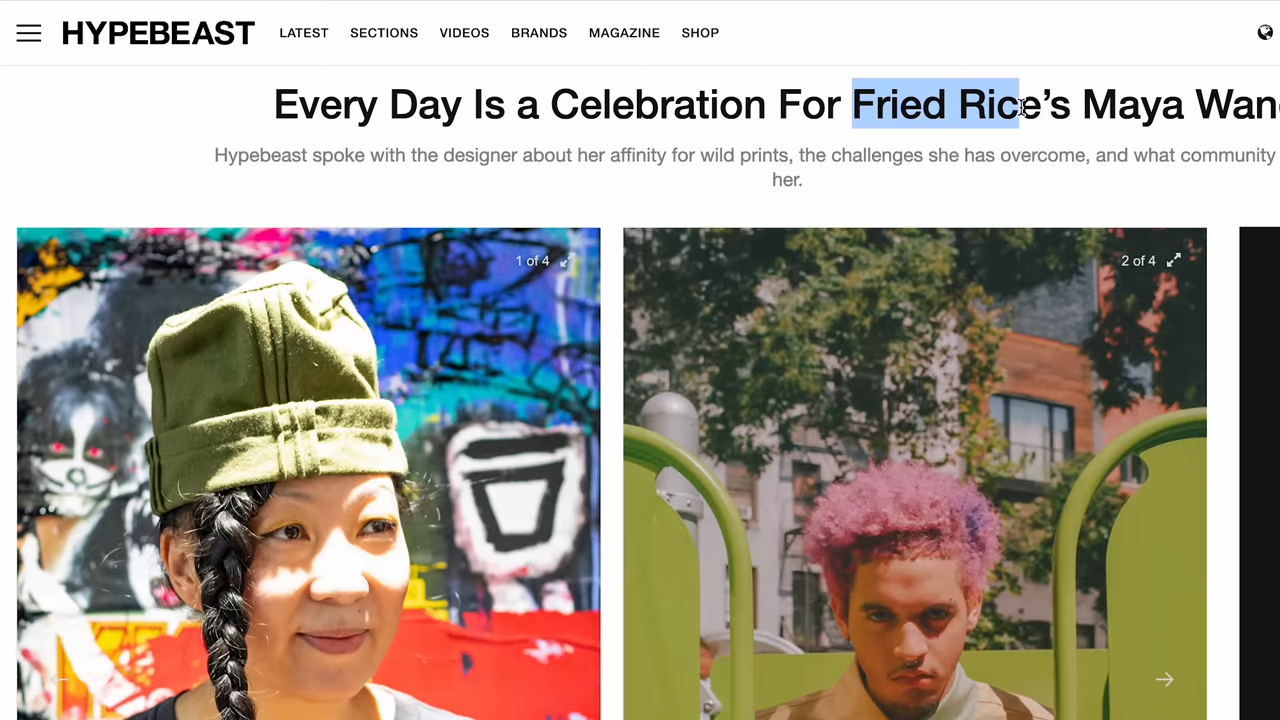 HYPEBEAST LATEST SECTIONS VIDEOS BRANDS MAGAZINE SHOP
Every Day Is a Celebration For Fried Rice's Maya
Hypebeast spoke with the designer about her affinity for wild prints, the challenges she has overcome, and what community
her.
1 of 4
2 of 4